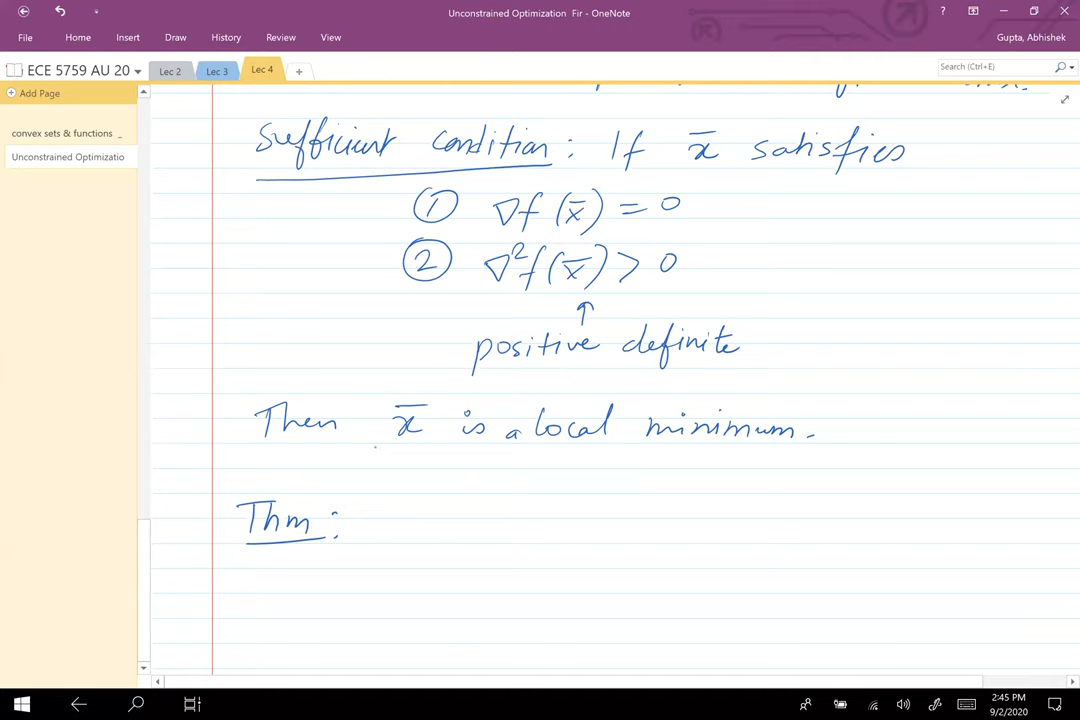 Unconstrained Optimization Fir - OneNote
File Home Insert Draw History Review View
Gupta, Abhishek
ECE 5759 AU 20
Lec 2 Lec 3 Lec 4 +
Search (Ctrl+E)
Add Page
convex sets & functions _
Unconstrained Optimizatio
Sufficient condition: If x̄ satisfies
① ∇f(x̄) = 0
② ∇²f(x̄) > 0
↑
positive definite
Then x̄ is a local minimum.
Thm:
2:45 PM
9/2/2020